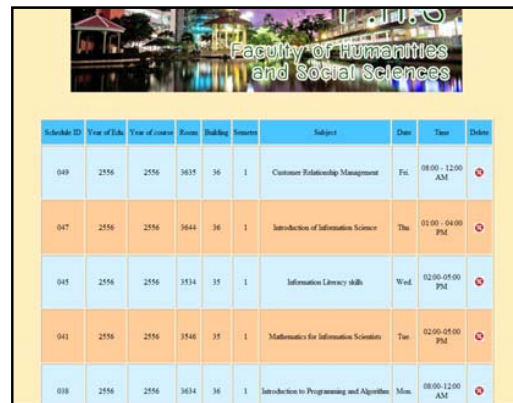 F.H.S
Faculty of Humanities
and Social Sciences
Schedule ID Year of Edu Year of course Room Building Semeter Subject Date Time Delete
049 2556 2556 3635 36 1 Customer Relationship Management Fri. 08:00 - 12:00
AM
047 2556 2556 3644 36 1 Introduction of Information Science Thu. 01:00 - 04:00
PM
045 2556 2556 3534 35 1 Information Literacy skills Wed. 02:00-05:00
PM
041 2556 2556 3546 35 1 Mathematics for Information Scientists Tue. 02:00-05:00
PM
038 2556 2556 3634 36 1 Introduction to Programming and Algorithm Mon. 08:00-12:00
AM